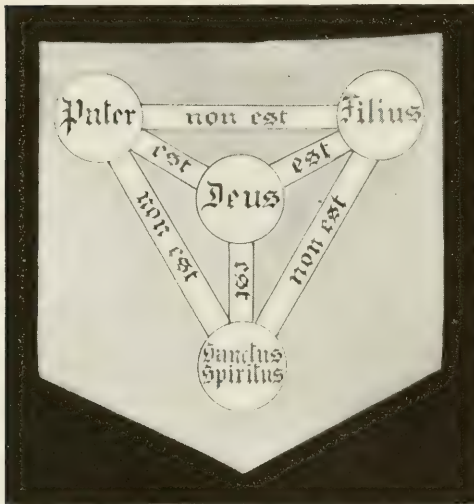 Pater
non est
Filius
est
est
Deus
non est
est
non est
Sanctus
Spiritus